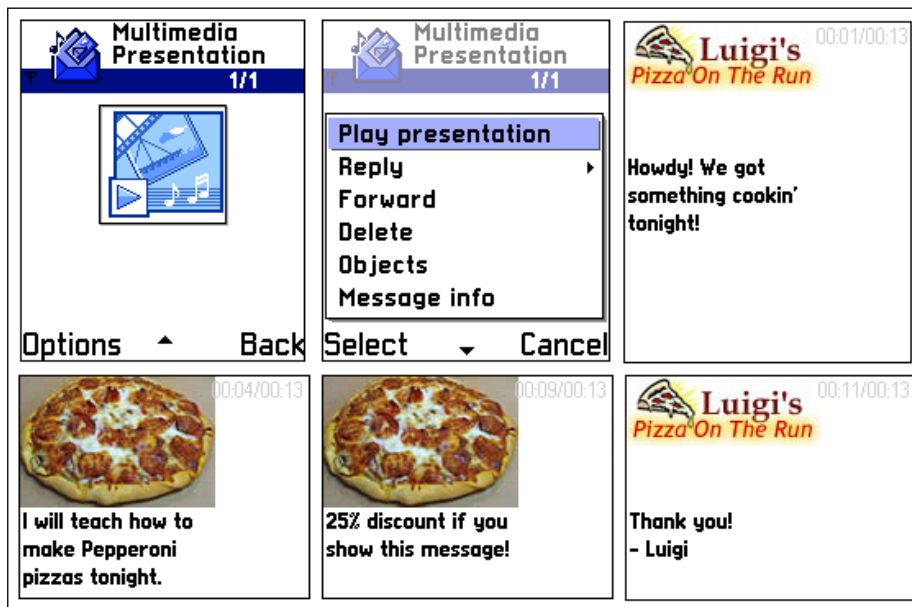 Multimedia
Presentation
1/1
Options
Back
Multimedia
Presentation
1/1
Play presentation
Reply
Forward
Delete
Objects
Message info
Select
Cancel
00:01/00:13
Luigi's
Pizza On The Run
Howdy! We got
something cookin'
tonight!
00:04/00:13
I will teach how to
make Pepperoni
pizzas tonight.
00:09/00:13
25% discount if you
show this message!
00:11/00:13
Luigi's
Pizza On The Run
Thank you!
- Luigi